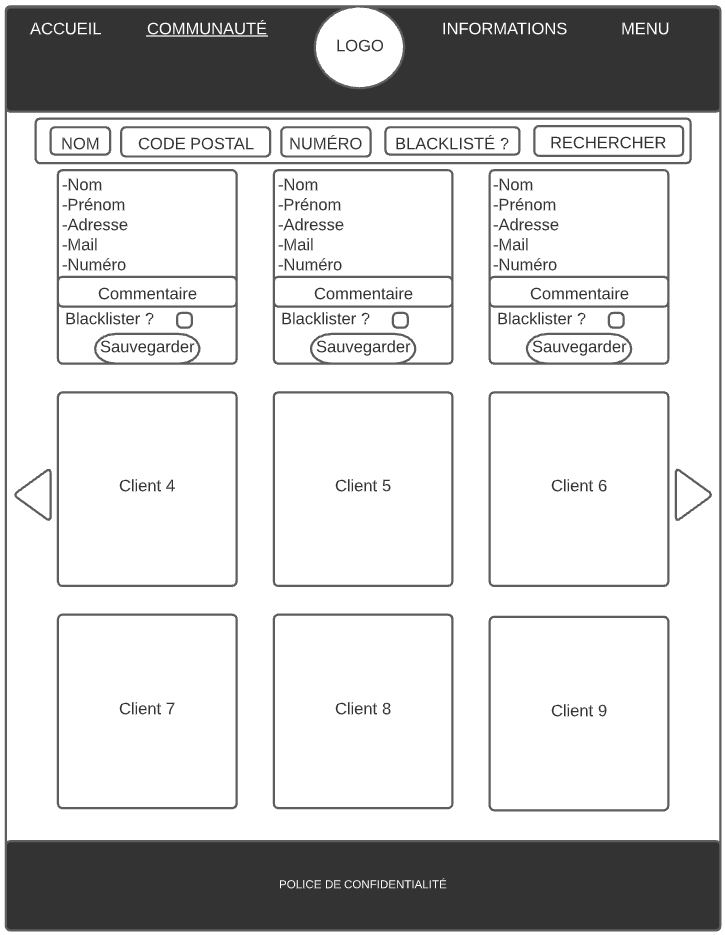 ACCUEIL COMMUNAUTÉ LOGO INFORMATIONS MENU
NOM CODE POSTAL NUMÉRO BLACKLISTÉ ? RECHERCHER
-Nom
-Prénom
-Adresse
-Mail
-Numéro
Commentaire
Blacklister ?
Sauvegarder
-Nom
-Prénom
-Adresse
-Mail
-Numéro
Commentaire
Blacklister ?
Sauvegarder
-Nom
-Prénom
-Adresse
-Mail
-Numéro
Commentaire
Blacklister ?
Sauvegarder
Client 4
Client 5
Client 6
Client 7
Client 8
Client 9
POLICE DE CONFIDENTIALITÉ